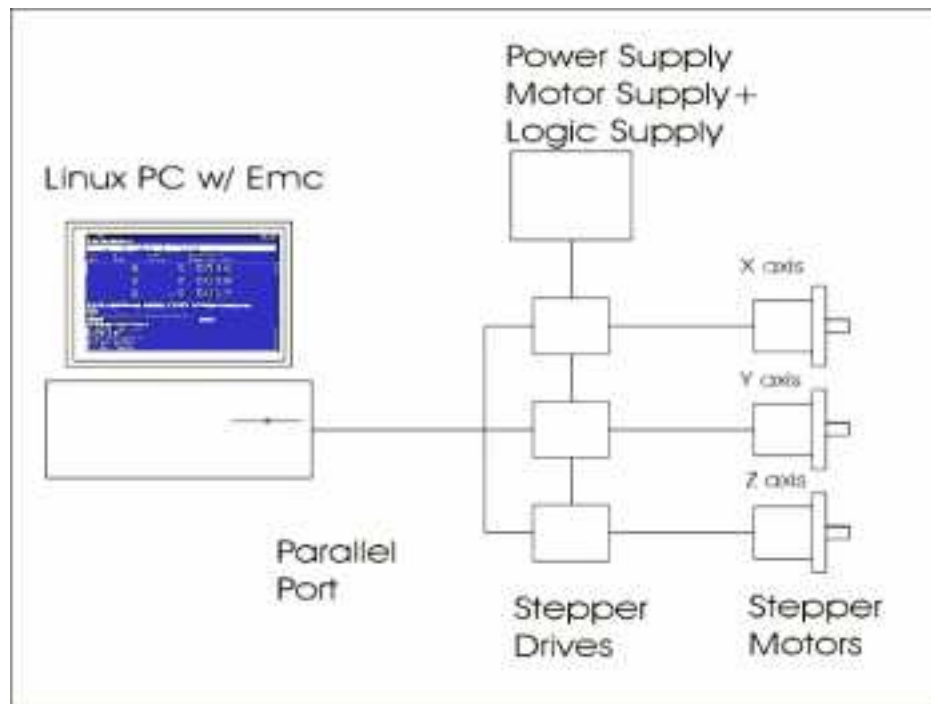 Power Supply
Motor Supply+
Logic Supply
Linux PC w/ Emc
X axis
Y axis
Z axis
Parallel
Port
Stepper
Drives
Stepper
Motors